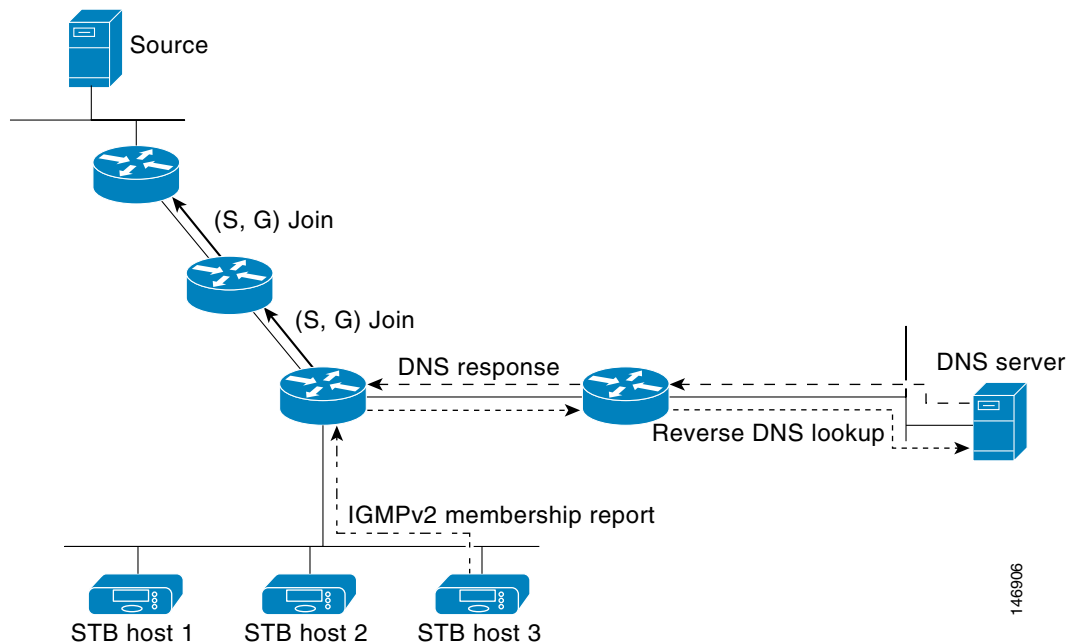 Source
(S, G) Join
(S, G) Join
DNS response
DNS server
Reverse DNS lookup
IGMPv2 membership report
STB host 1
STB host 2
STB host 3
146906